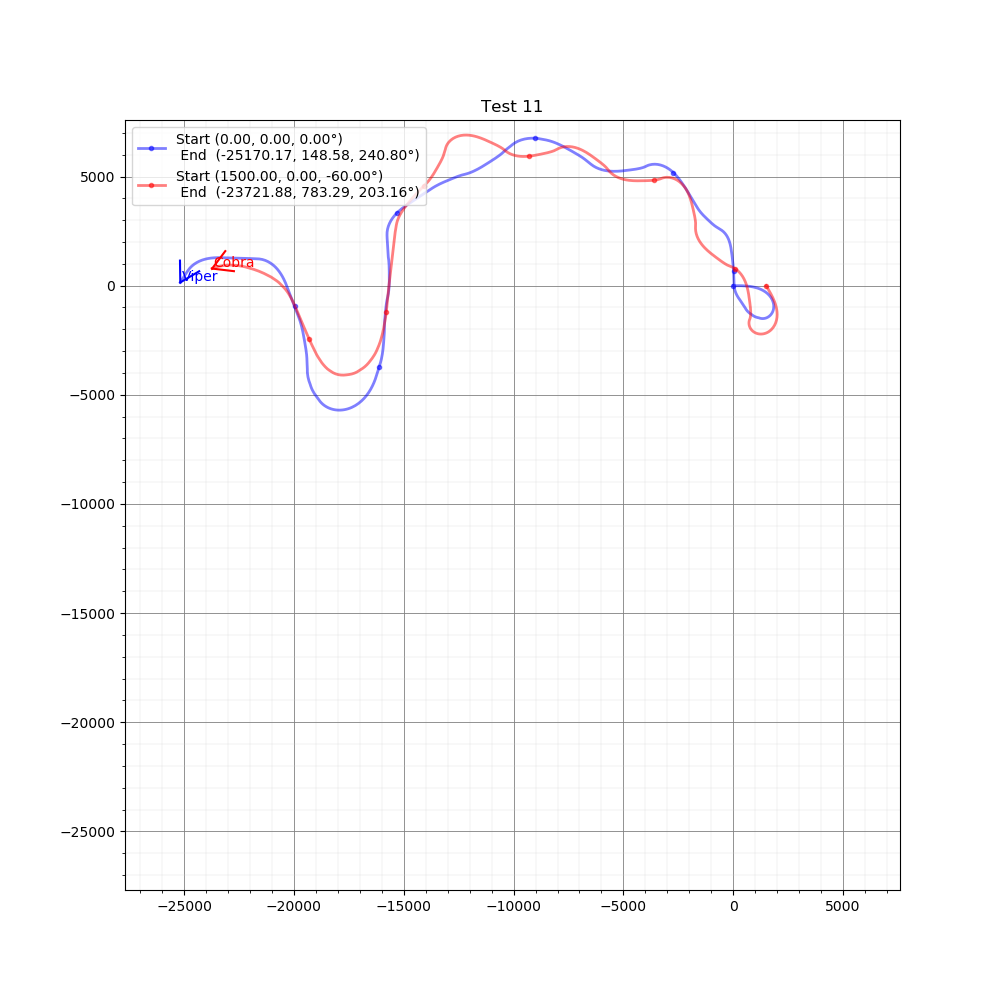 Test 11
Start (0.00, 0.00, 0.00°)
End (-25170.17, 148.58, 240.80°)
Start (1500.00, 0.00, -60.00°)
End (-23721.88, 783.29, 203.16°)
5000
Cobra
Viper
0
−5000
−10000
−15000
−20000
−25000
−25000 −20000 −15000 −10000 −5000 0 5000